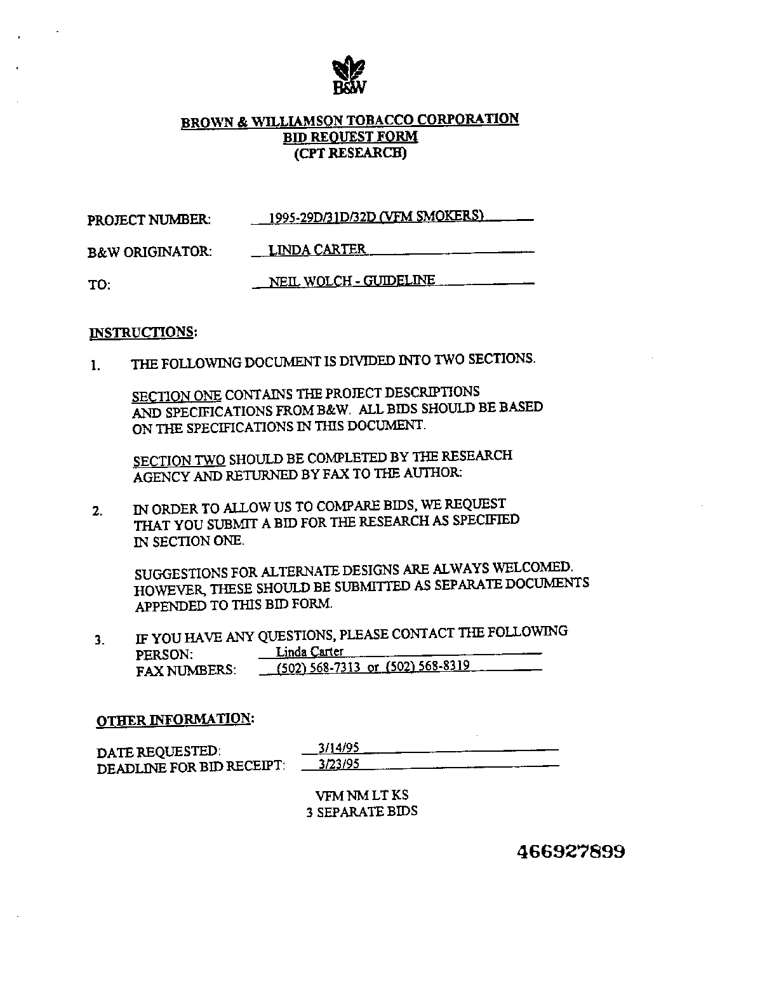 B&W
BROWN & WILLIAMSON TOBACCO CORPORATION
BID REQUEST FORM
(CPT RESEARCH)
PROJECT NUMBER: 1995-29D/31D/32D (VFM SMOKERS)
B&W ORIGINATOR: LINDA CARTER
TO: NEIL WOLCH - GUIDELINE
INSTRUCTIONS:
1. THE FOLLOWING DOCUMENT IS DIVIDED INTO TWO SECTIONS.
SECTION ONE CONTAINS THE PROJECT DESCRIPTIONS
AND SPECIFICATIONS FROM B&W. ALL BIDS SHOULD BE BASED
ON THE SPECIFICATIONS IN THIS DOCUMENT.
SECTION TWO SHOULD BE COMPLETED BY THE RESEARCH
AGENCY AND RETURNED BY FAX TO THE AUTHOR:
2. IN ORDER TO ALLOW US TO COMPARE BIDS, WE REQUEST
THAT YOU SUBMIT A BID FOR THE RESEARCH AS SPECIFIED
IN SECTION ONE.
SUGGESTIONS FOR ALTERNATE DESIGNS ARE ALWAYS WELCOMED.
HOWEVER, THESE SHOULD BE SUBMITTED AS SEPARATE DOCUMENTS
APPENDED TO THIS BID FORM.
3. IF YOU HAVE ANY QUESTIONS, PLEASE CONTACT THE FOLLOWING
PERSON: Linda Carter
FAX NUMBERS: (502) 568-7313 or (502) 568-8319
OTHER INFORMATION:
DATE REQUESTED: 3/14/95
DEADLINE FOR BID RECEIPT: 3/23/95
VFM NM LT KS
3 SEPARATE BIDS
466927899